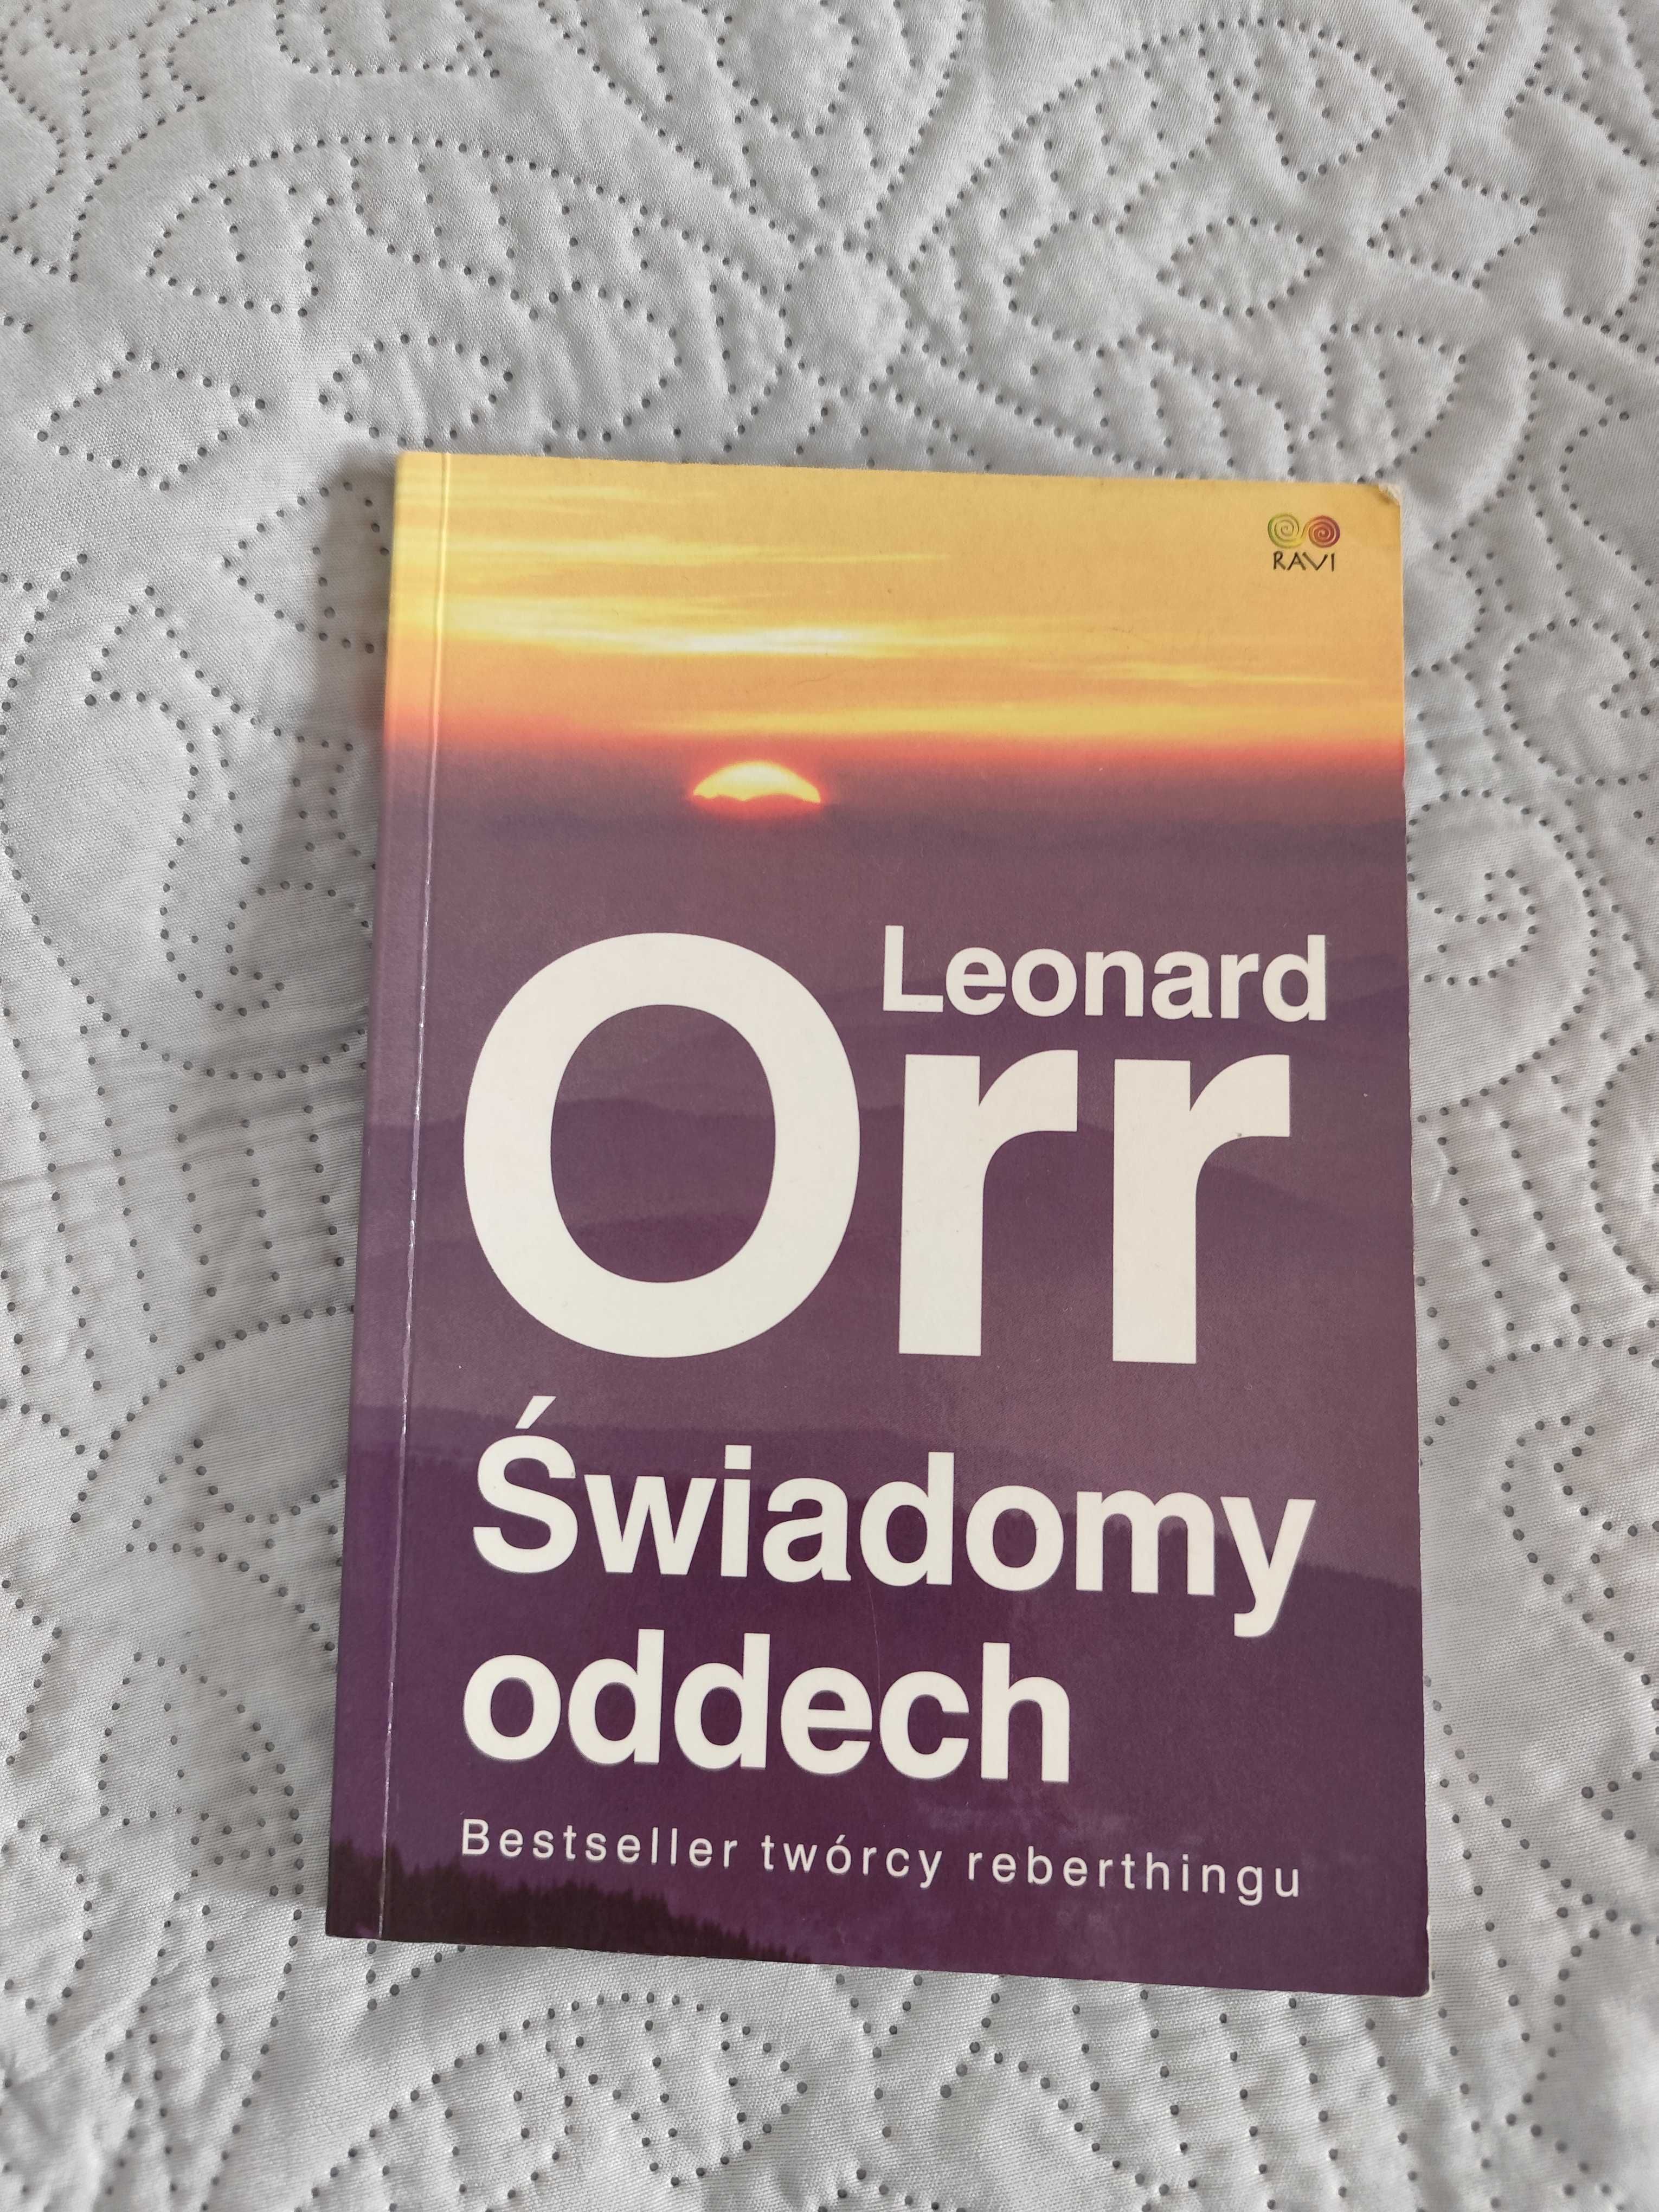 RAVI
Leonard
Orr
Świadomy
oddech
Bestseller twórcy reberthingu